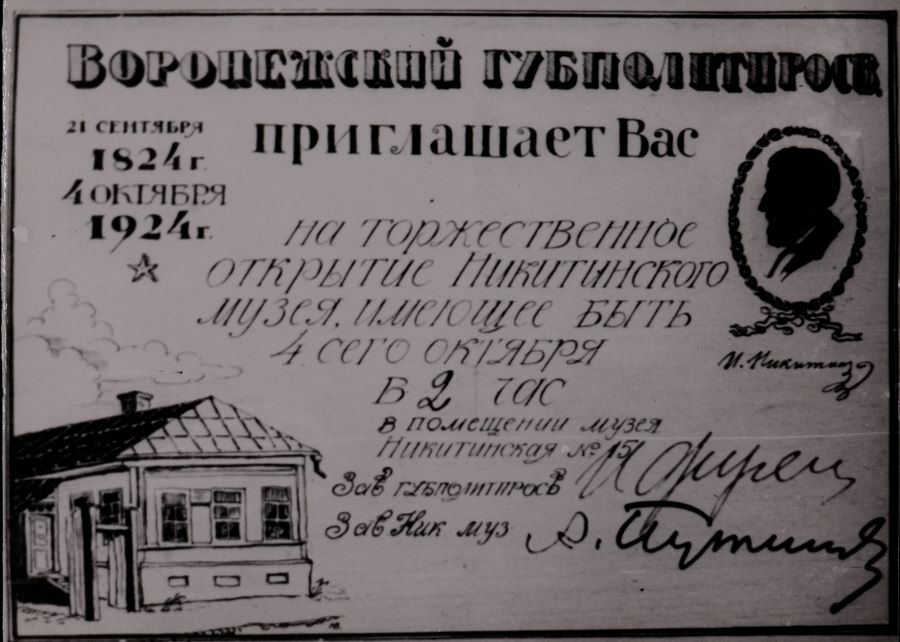 Воронежский губполитпросв.
приглашает Вас
21 сентября
1824 г.
4 октября
1924 г.
на торжественное
открытие Никитинского
музея, имеющее быть
4 сего октября
в 2 час
в помещении музея
Никитинская № 15
И. Никитин
Зав губполитпросв
Зав Ник муз